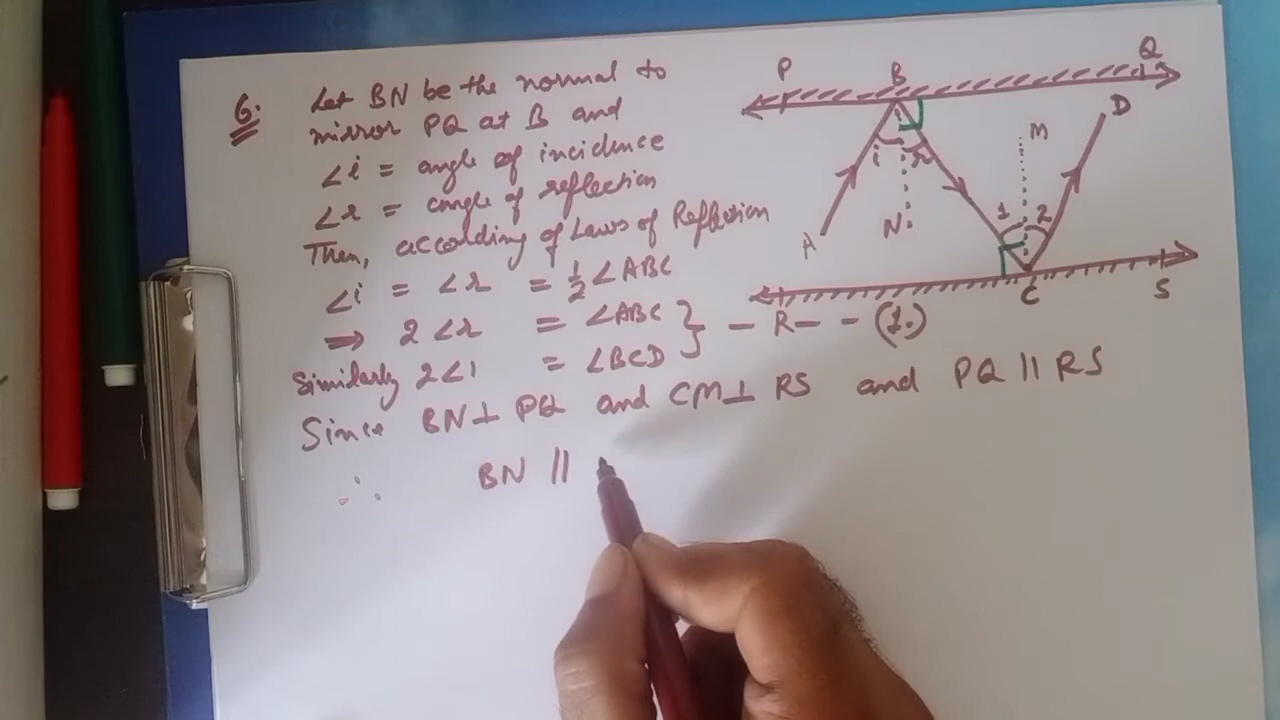 6. Let BN be the normal to
mirror PQ at B and
∠i = angle of incidence
∠r = angle of reflection
Then, according of Laws of Reflection
∠i = ∠r = 1/2 ∠ABC
⇒ 2∠r = ∠ABC
Similarly 2∠1 = ∠BCD } - - - (1.)
Since BN ⊥ PQ and CM ⊥ RS and PQ || RS
∴ BN ||
P B Q
D
M
i r
A N
1 2
R C S